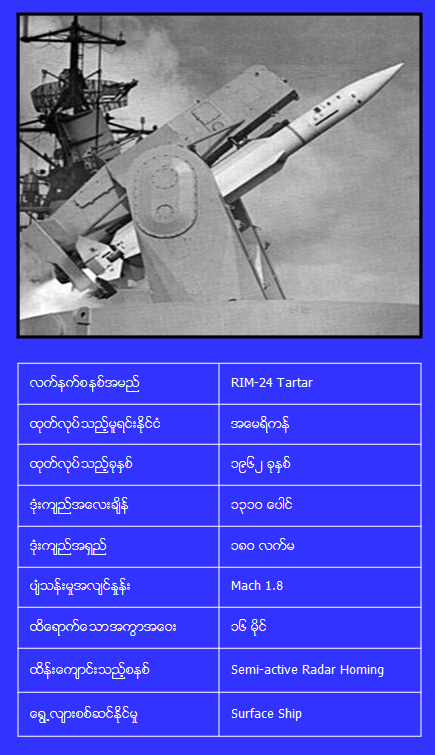 လက်နက်စနစ်အမည် RIM-24 Tartar
ထုတ်လုပ်သည့်မူရင်းနိုင်ငံ အမေရိကန်
ထုတ်လုပ်သည့်ခုနှစ် ၁၉၆၂ ခုနှစ်
ဒုံးကျည်အလေးချိန် ၁၃၁၀ ပေါင်
ဒုံးကျည်အရှည် ၁၈၀ လက်မ
ပျံသန်းမှုအလျင်နှုန်း Mach 1.8
ထိရောက်သောအကွာအဝေး ၁၆ မိုင်
ထိန်းကျောင်းသည့်စနစ် Semi-active Radar Homing
ရွေ့လျားစစ်ဆင်နိုင်မှု Surface Ship